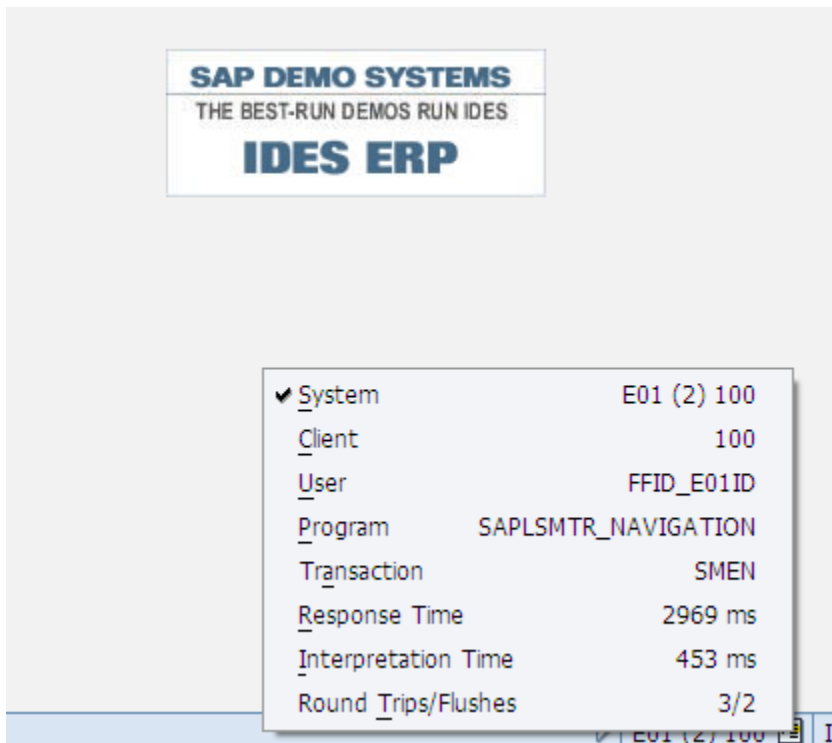 SAP DEMO SYSTEMS
THE BEST-RUN DEMOS RUN IDES
IDES ERP
System E01 (2) 100
Client 100
User FFID_E01ID
Program SAPLSMTR_NAVIGATION
Transaction SMEN
Response Time 2969 ms
Interpretation Time 453 ms
Round Trips/Flushes 3/2
E01 (2) 100